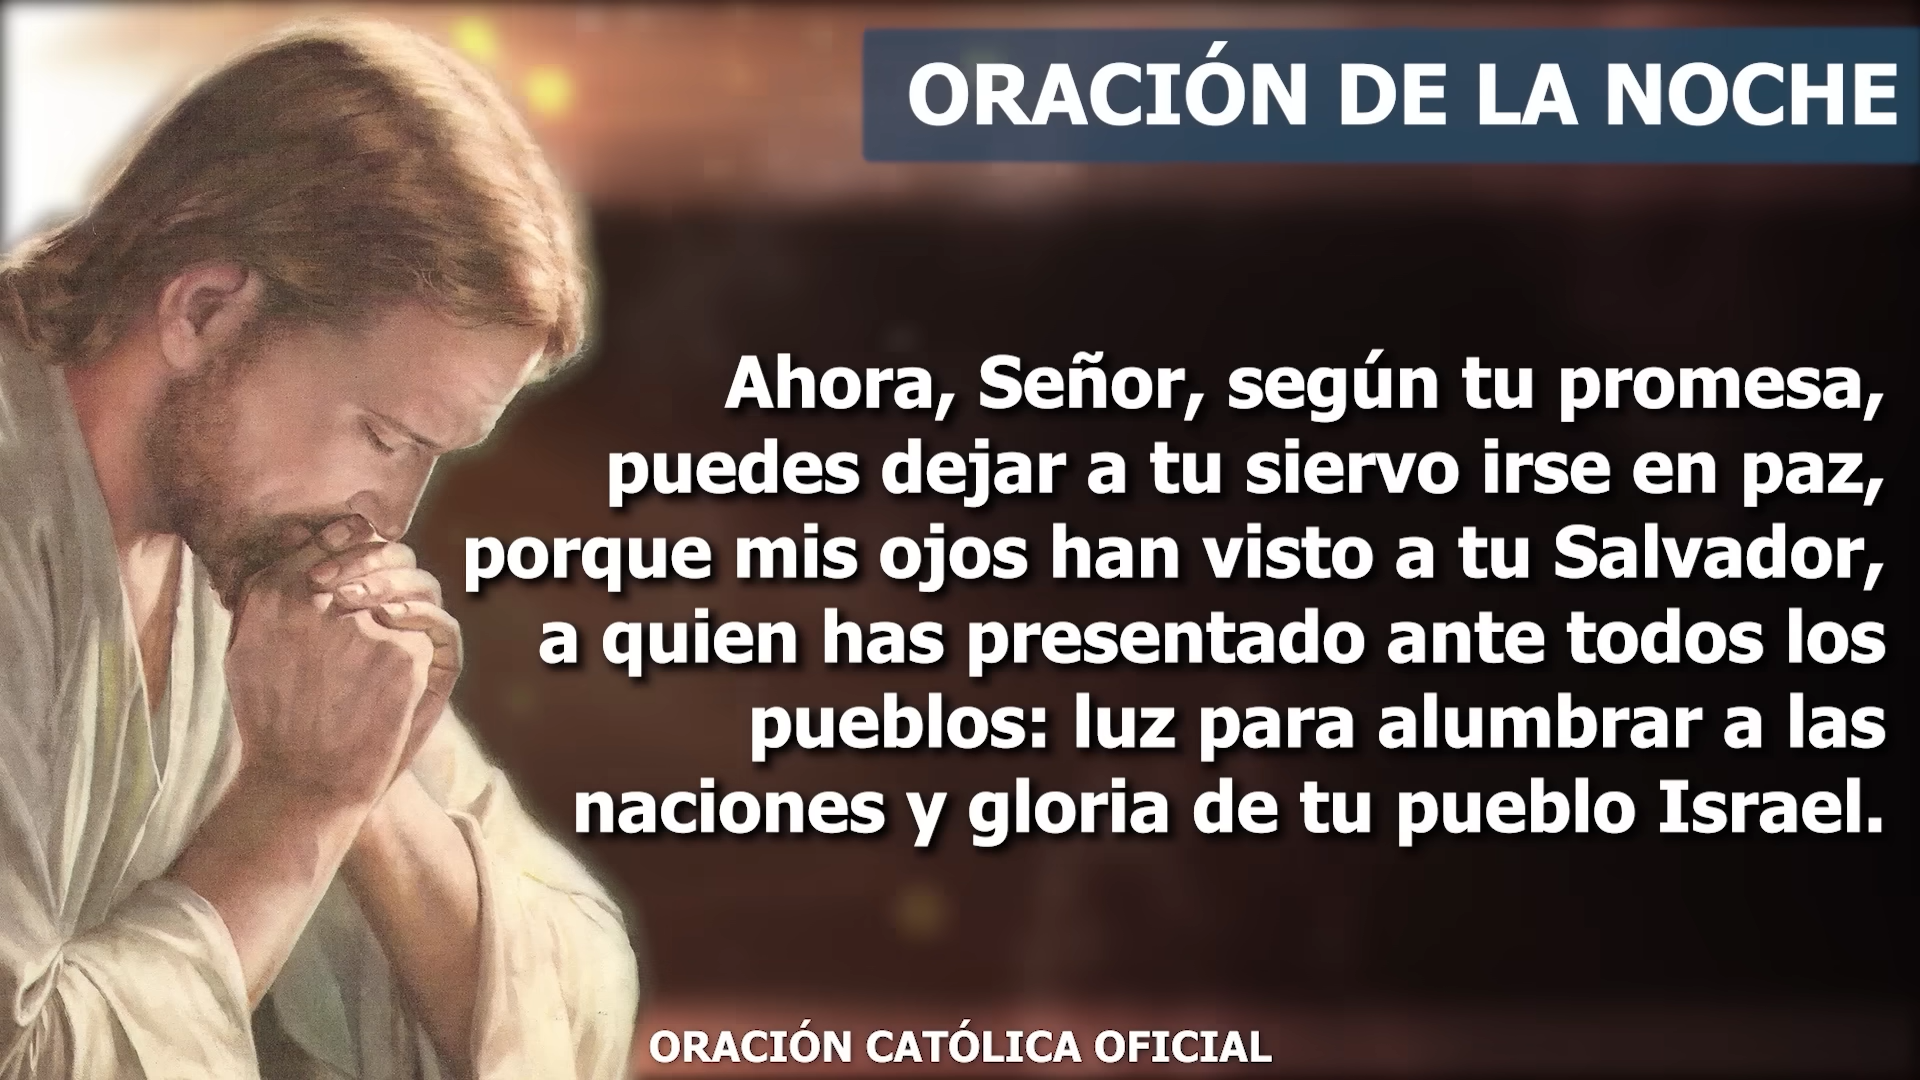 ORACIÓN DE LA NOCHE
Ahora, Señor, según tu promesa,
puedes dejar a tu siervo irse en paz,
porque mis ojos han visto a tu Salvador,
a quien has presentado ante todos los
pueblos: luz para alumbrar a las
naciones y gloria de tu pueblo Israel.
ORACIÓN CATÓLICA OFICIAL